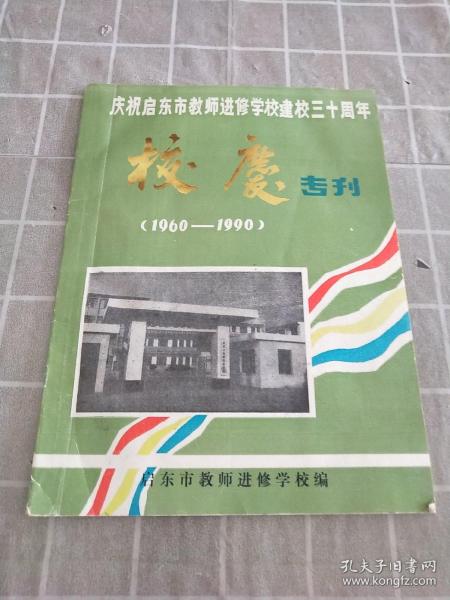 庆祝启东市教师进修学校建校三十周年
校慶 专刊
(1960—1990)
启东市教师进修学校编
孔夫子旧书网
www.kongfz.com